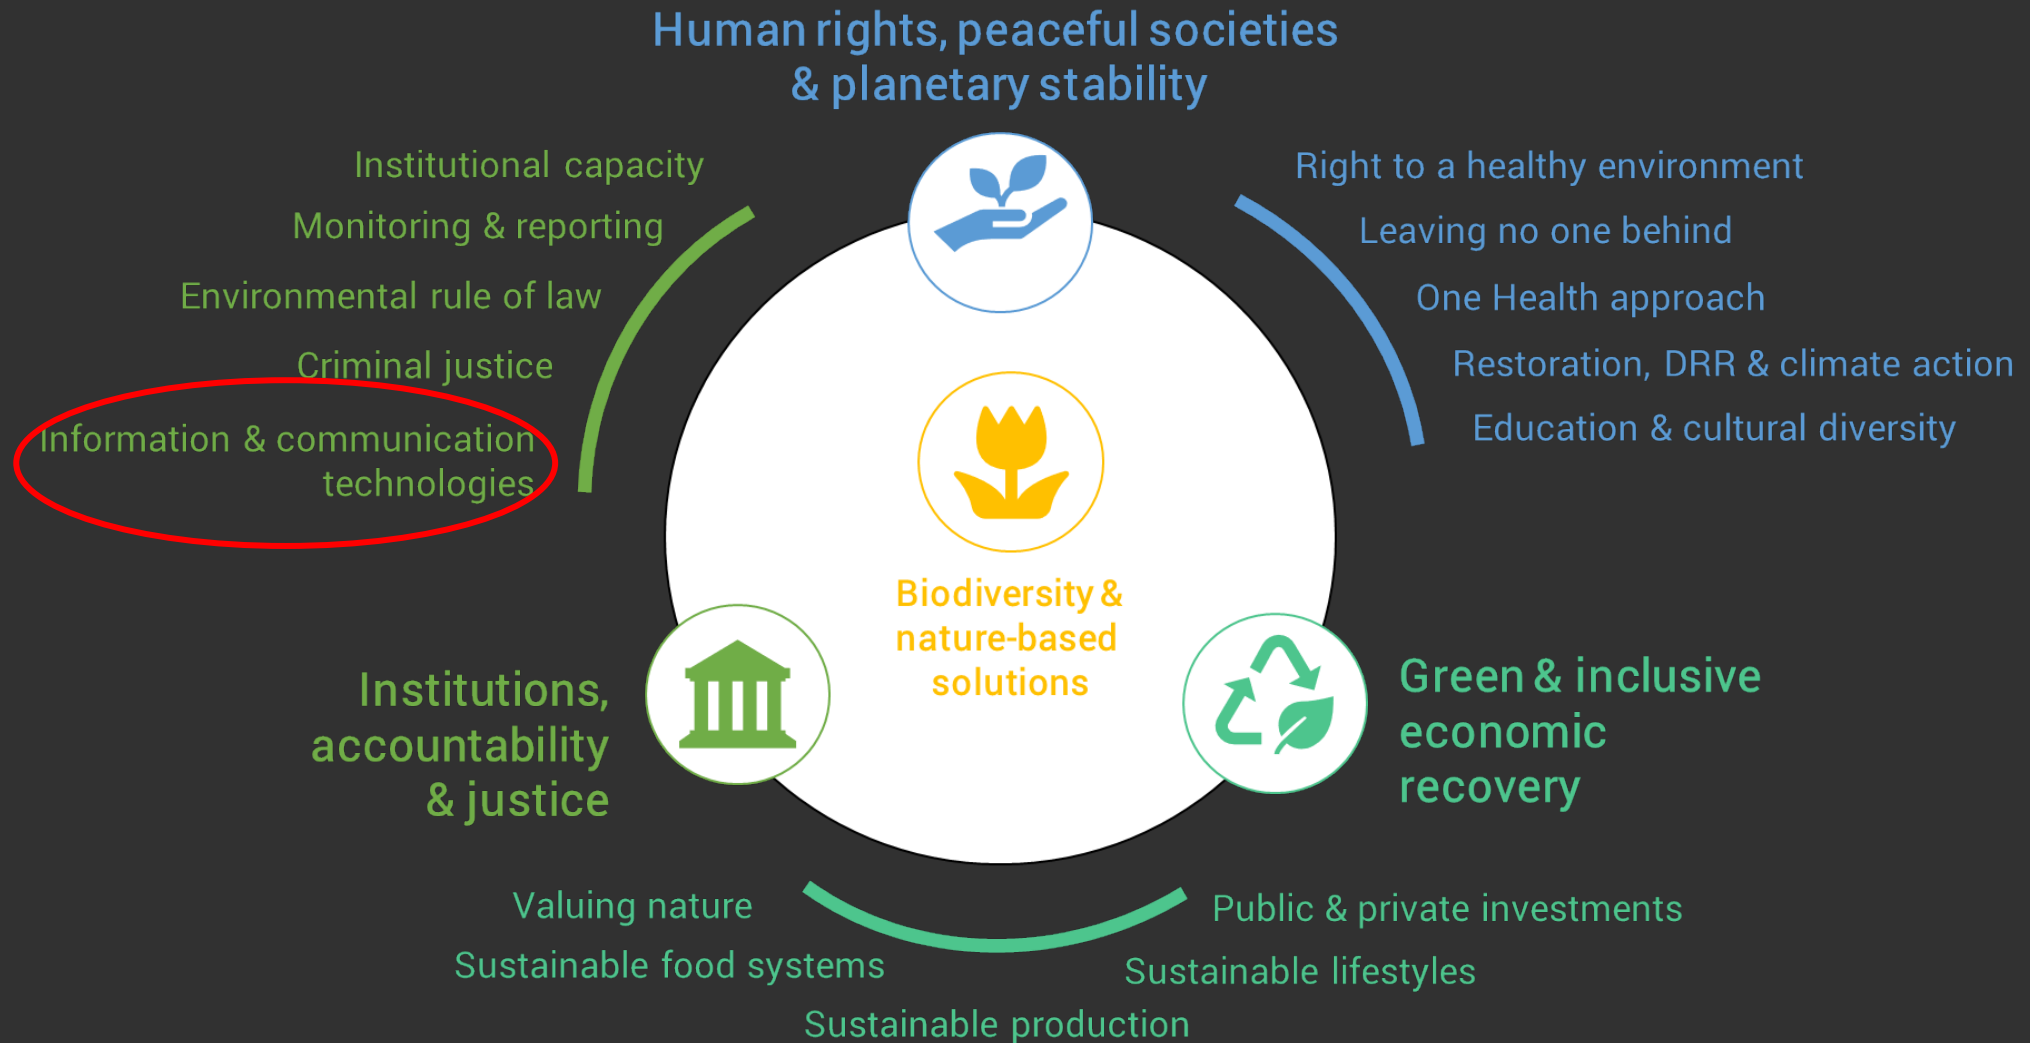 Human rights, peaceful societies
& planetary stability
Institutional capacity
Monitoring & reporting
Environmental rule of law
Criminal justice
Information & communication
technologies
Right to a healthy environment
Leaving no one behind
One Health approach
Restoration, DRR & climate action
Education & cultural diversity
Biodiversity &
nature-based
solutions
Institutions,
accountability
& justice
Green & inclusive
economic
recovery
Valuing nature
Sustainable food systems
Sustainable production
Public & private investments
Sustainable lifestyles